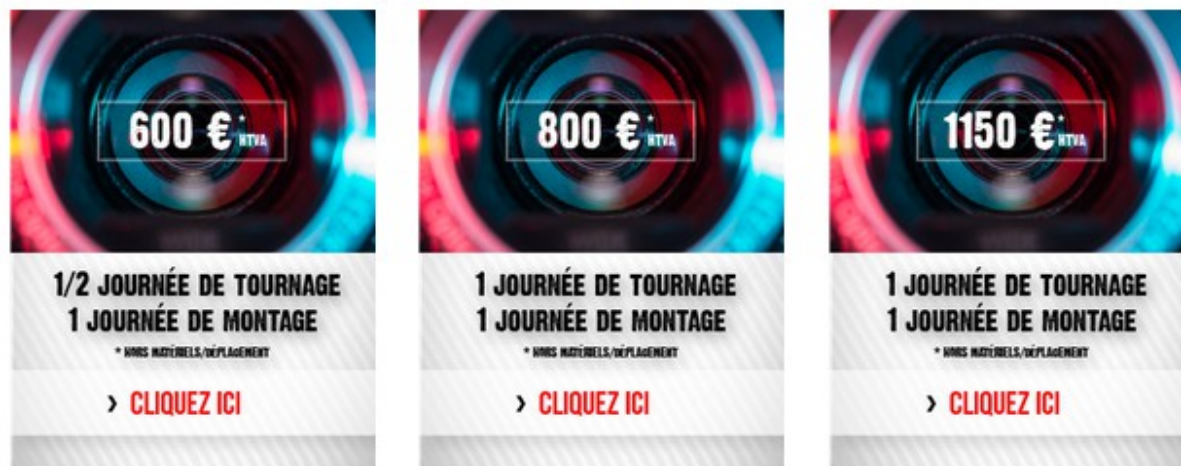 600 €*
HTVA
1/2 JOURNÉE DE TOURNAGE
1 JOURNÉE DE MONTAGE
* HORS MATÉRIELS/DÉPLACEMENT
› CLIQUEZ ICI
800 €*
HTVA
1 JOURNÉE DE TOURNAGE
1 JOURNÉE DE MONTAGE
* HORS MATÉRIELS/DÉPLACEMENT
› CLIQUEZ ICI
1150 €*
HTVA
1 JOURNÉE DE TOURNAGE
1 JOURNÉE DE MONTAGE
* HORS MATÉRIELS/DÉPLACEMENT
› CLIQUEZ ICI